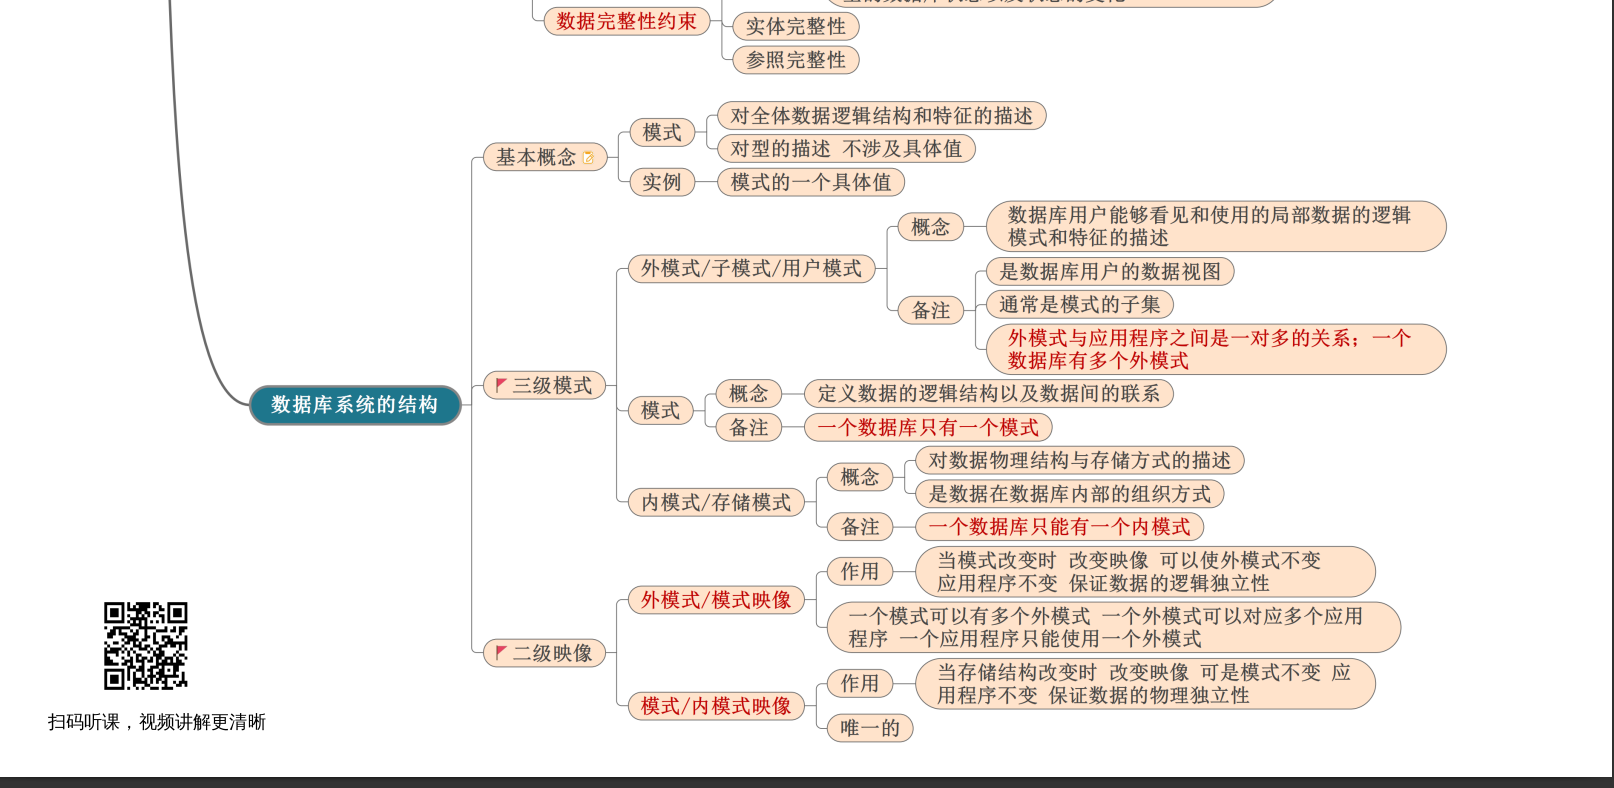 数据完整性约束
实体完整性
参照完整性
对全体数据逻辑结构和特征的描述
模式
对型的描述 不涉及具体值
基本概念
实例
模式的一个具体值
数据库用户能够看见和使用的局部数据的逻辑
模式和特征的描述
概念
外模式/子模式/用户模式
是数据库用户的数据视图
备注
通常是模式的子集
外模式与应用程序之间是一对多的关系；一个
数据库有多个外模式
三级模式
概念
定义数据的逻辑结构以及数据间的联系
模式
备注
一个数据库只有一个模式
数据库系统的结构
对数据物理结构与存储方式的描述
概念
是数据在数据库内部的组织方式
内模式/存储模式
备注
一个数据库只能有一个内模式
当模式改变时 改变映像 可以使外模式不变
应用程序不变 保证数据的逻辑独立性
作用
外模式/模式映像
一个模式可以有多个外模式 一个外模式可以对应多个应用
程序 一个应用程序只能使用一个外模式
二级映像
当存储结构改变时 改变映像 可是模式不变 应
用程序不变 保证数据的物理独立性
作用
模式/内模式映像
唯一的
扫码听课，视频讲解更清晰